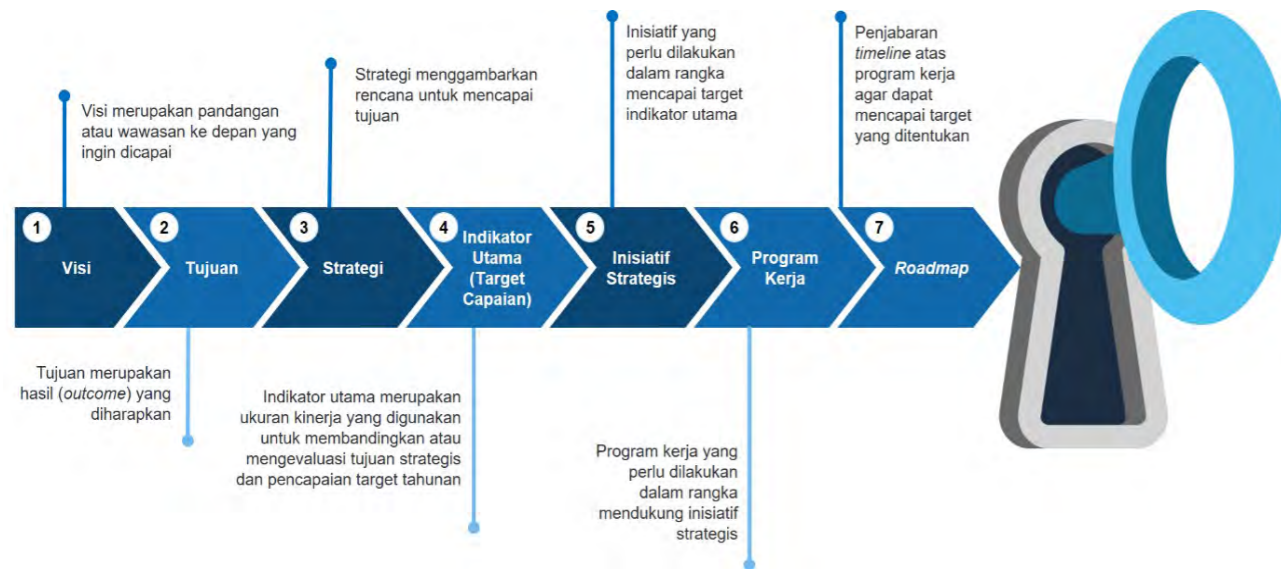 Visi merupakan pandangan
atau wawasan ke depan yang
ingin dicapai
Strategi menggambarkan
rencana untuk mencapai
tujuan
Inisiatif yang
perlu dilakukan
dalam rangka
mencapai target
indikator utama
Penjabaran
timeline atas
program kerja
agar dapat
mencapai target
yang ditentukan
1
Visi
2
Tujuan
3
Strategi
4
Indikator
Utama
(Target
Capaian)
5
Inisiatif
Strategis
6
Program
Kerja
7
Roadmap
Tujuan merupakan
hasil (outcome) yang
diharapkan
Indikator utama merupakan
ukuran kinerja yang digunakan
untuk membandingkan atau
mengevaluasi tujuan strategis
dan pencapaian target tahunan
Program kerja yang
perlu dilakukan
dalam rangka
mendukung inisiatif
strategis